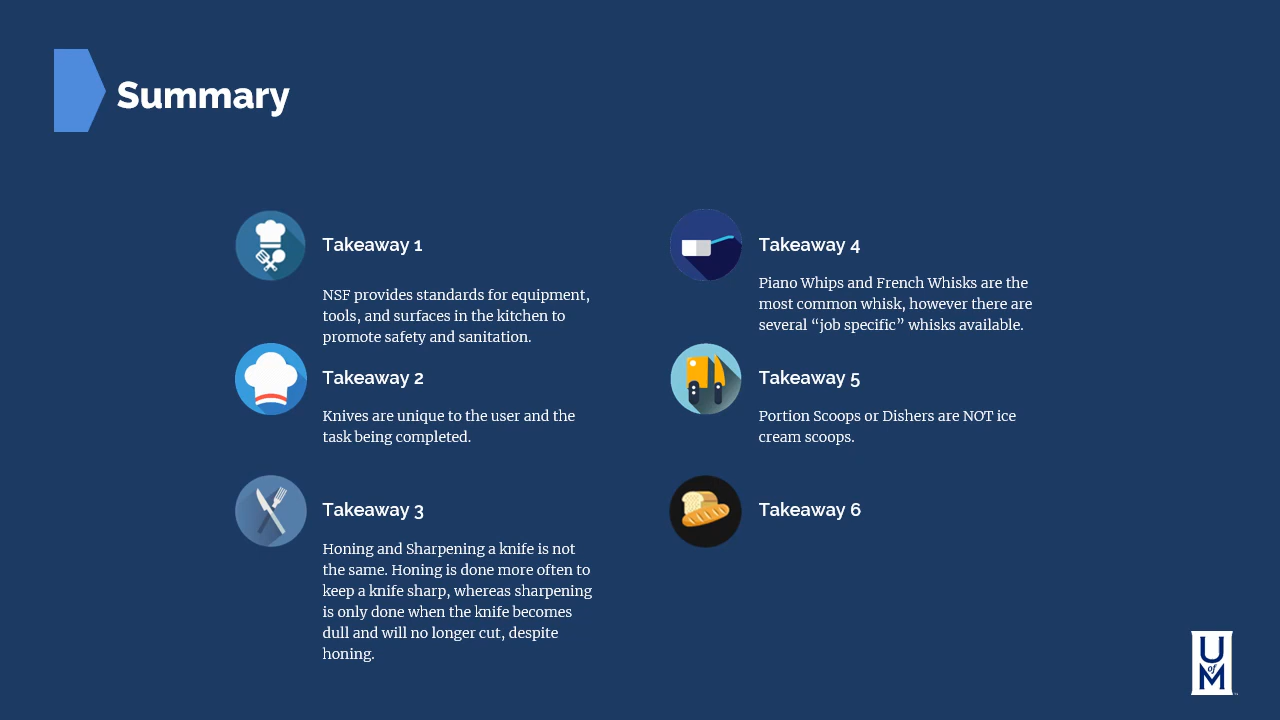 Summary
Takeaway 1
NSF provides standards for equipment,
tools, and surfaces in the kitchen to
promote safety and sanitation.
Takeaway 2
Knives are unique to the user and the
task being completed.
Takeaway 3
Honing and Sharpening a knife is not
the same. Honing is done more often to
keep a knife sharp, whereas sharpening
is only done when the knife becomes
dull and will no longer cut, despite
honing.
Takeaway 4
Piano Whips and French Whisks are the
most common whisk, however there are
several “job specific” whisks available.
Takeaway 5
Portion Scoops or Dishers are NOT ice
cream scoops.
Takeaway 6
U
of
M